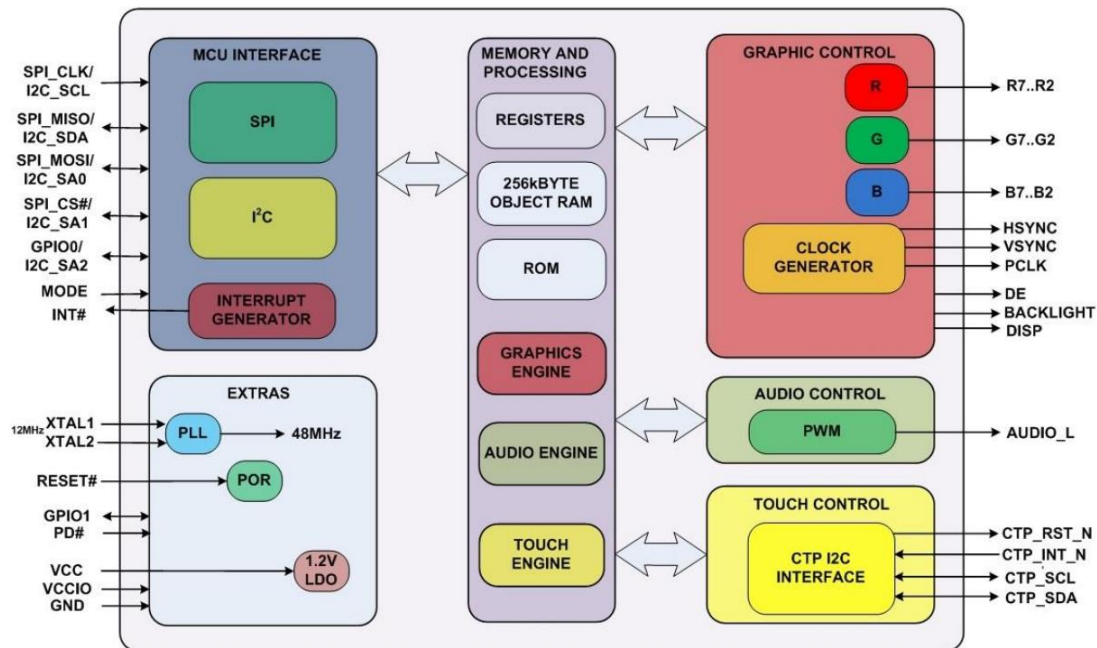 MCU INTERFACE
SPI_CLK/
I2C_SCL
SPI_MISO/
I2C_SDA
SPI_MOSI/
I2C_SA0
SPI_CS#/
I2C_SA1
GPIO0/
I2C_SA2
MODE
INT#
SPI
I²C
INTERRUPT
GENERATOR
EXTRAS
12MHz XTAL1
XTAL2
PLL
48MHz
RESET#
POR
GPIO1
PD#
VCC
VCCIO
GND
1.2V
LDO
MEMORY AND
PROCESSING
REGISTERS
256kBYTE
OBJECT RAM
ROM
GRAPHICS
ENGINE
AUDIO ENGINE
TOUCH
ENGINE
GRAPHIC CONTROL
R
R7..R2
G
G7..G2
B
B7..B2
CLOCK
GENERATOR
HSYNC
VSYNC
PCLK
DE
BACKLIGHT
DISP
AUDIO CONTROL
PWM
AUDIO_L
TOUCH CONTROL
CTP I2C
INTERFACE
CTP_RST_N
CTP_INT_N
CTP_SCL
CTP_SDA